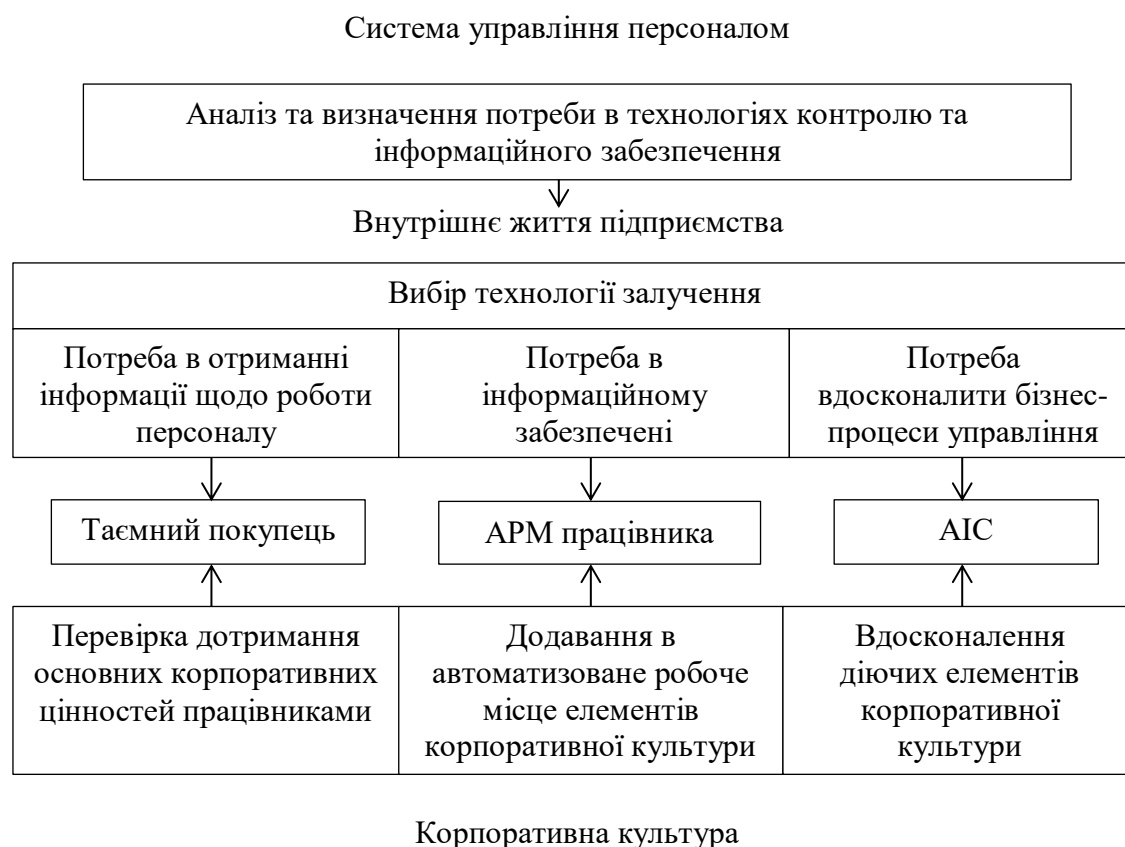 Система управління персоналом
Аналіз та визначення потреби в технологіях контролю та
інформаційного забезпечення
Внутрішнє життя підприємства
Вибір технології залучення
Потреба в отриманні
інформації щодо роботи
персоналу
Потреба в
інформаційному
забезпечені
Потреба
вдосконалити бізнес-
процеси управління
Таємний покупець
АРМ працівника
АІС
Перевірка дотримання
основних корпоративних
цінностей працівниками
Додавання в
автоматизоване робоче
місце елементів
корпоративної культури
Вдосконалення
діючих елементів
корпоративної
культури
Корпоративна культура